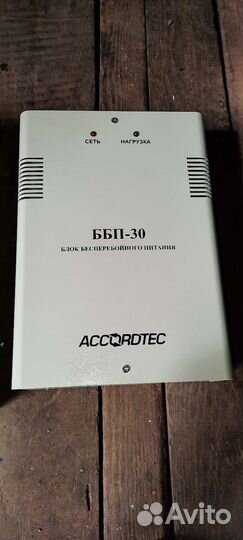 СЕТЬ НАГРУЗКА
ББП-30
БЛОК БЕСПЕРЕБОЙНОГО ПИТАНИЯ
ACCORDTEC
Avito